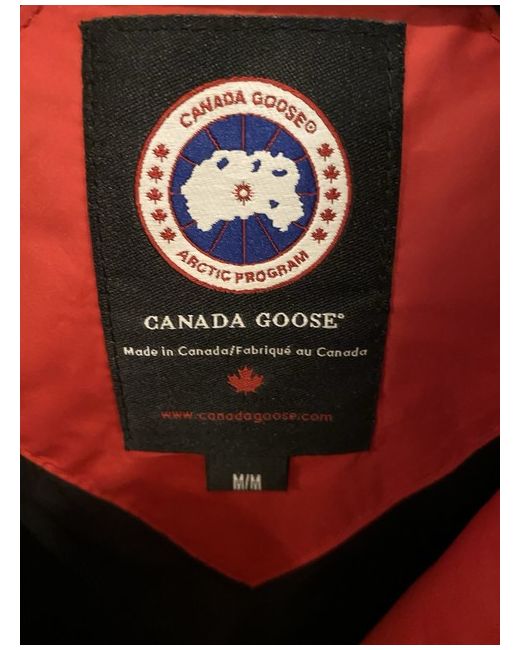 CANADA GOOSE®
ARCTIC PROGRAM
CANADA GOOSE®
Made in Canada/Fabriqué au Canada
www.canadagoose.com
M/M